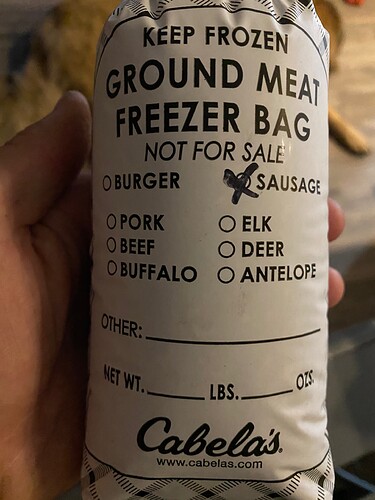 KEEP FROZEN
GROUND MEAT
FREEZER BAG
NOT FOR SALE
BURGER SAUSAGE
PORK ELK
BEEF DEER
BUFFALO ANTELOPE
OTHER:
NET WT. LBS. OZS.
Cabela's®
www.cabelas.com